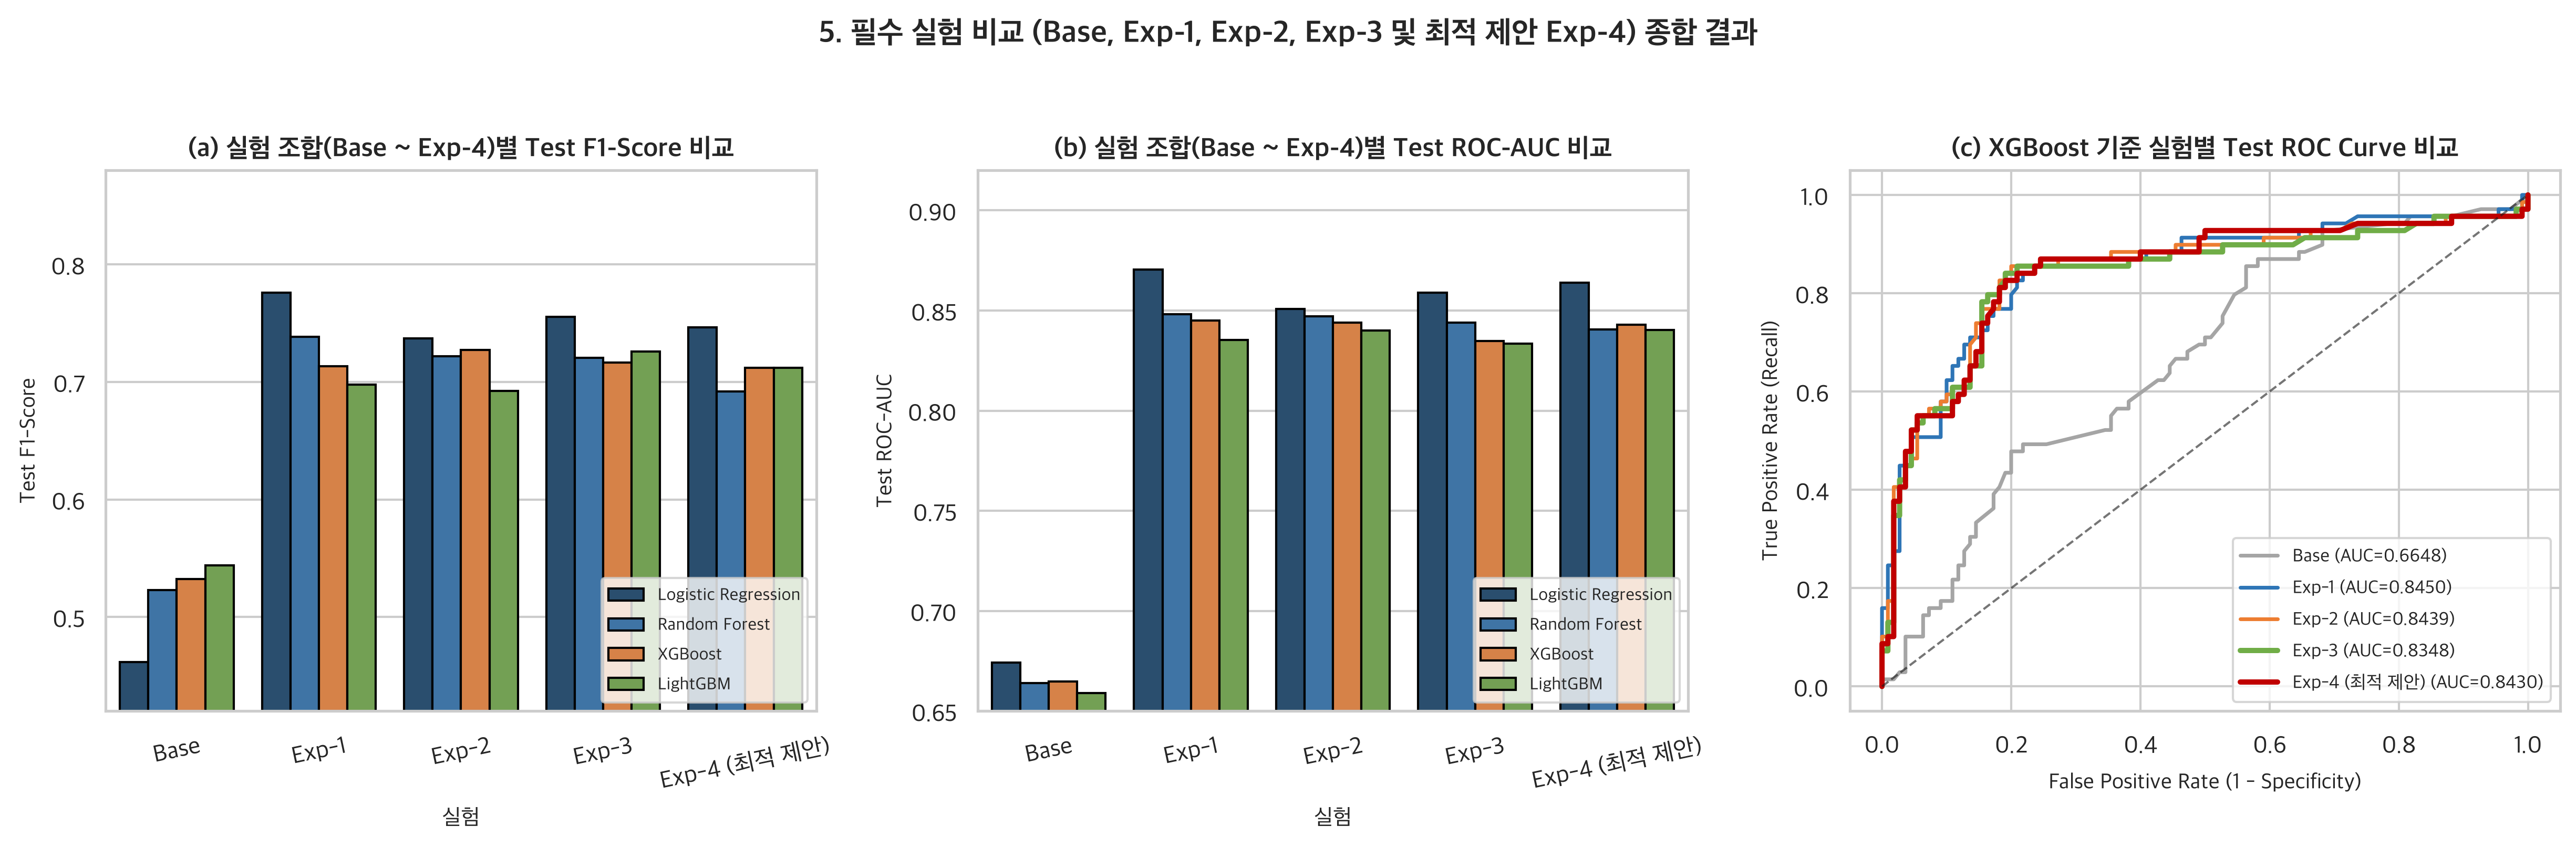 5. 필수 실험 비교 (Base, Exp-1, Exp-2, Exp-3 및 최적 제안 Exp-4) 종합 결과
(a) 실험 조합(Base ~ Exp-4)별 Test F1-Score 비교
Test F1-Score
0.8
0.7
0.6
0.5
Logistic Regression
Random Forest
XGBoost
LightGBM
Base
Exp-1
Exp-2
Exp-3
Exp-4 (최적 제안)
실험
(b) 실험 조합(Base ~ Exp-4)별 Test ROC-AUC 비교
Test ROC-AUC
0.90
0.85
0.80
0.75
0.70
0.65
Logistic Regression
Random Forest
XGBoost
LightGBM
Base
Exp-1
Exp-2
Exp-3
Exp-4 (최적 제안)
실험
(c) XGBoost 기준 실험별 Test ROC Curve 비교
True Positive Rate (Recall)
1.0
0.8
0.6
0.4
0.2
0.0
Base (AUC=0.6648)
Exp-1 (AUC=0.8450)
Exp-2 (AUC=0.8439)
Exp-3 (AUC=0.8348)
Exp-4 (최적 제안) (AUC=0.8430)
0.0
0.2
0.4
0.6
0.8
1.0
False Positive Rate (1 - Specificity)